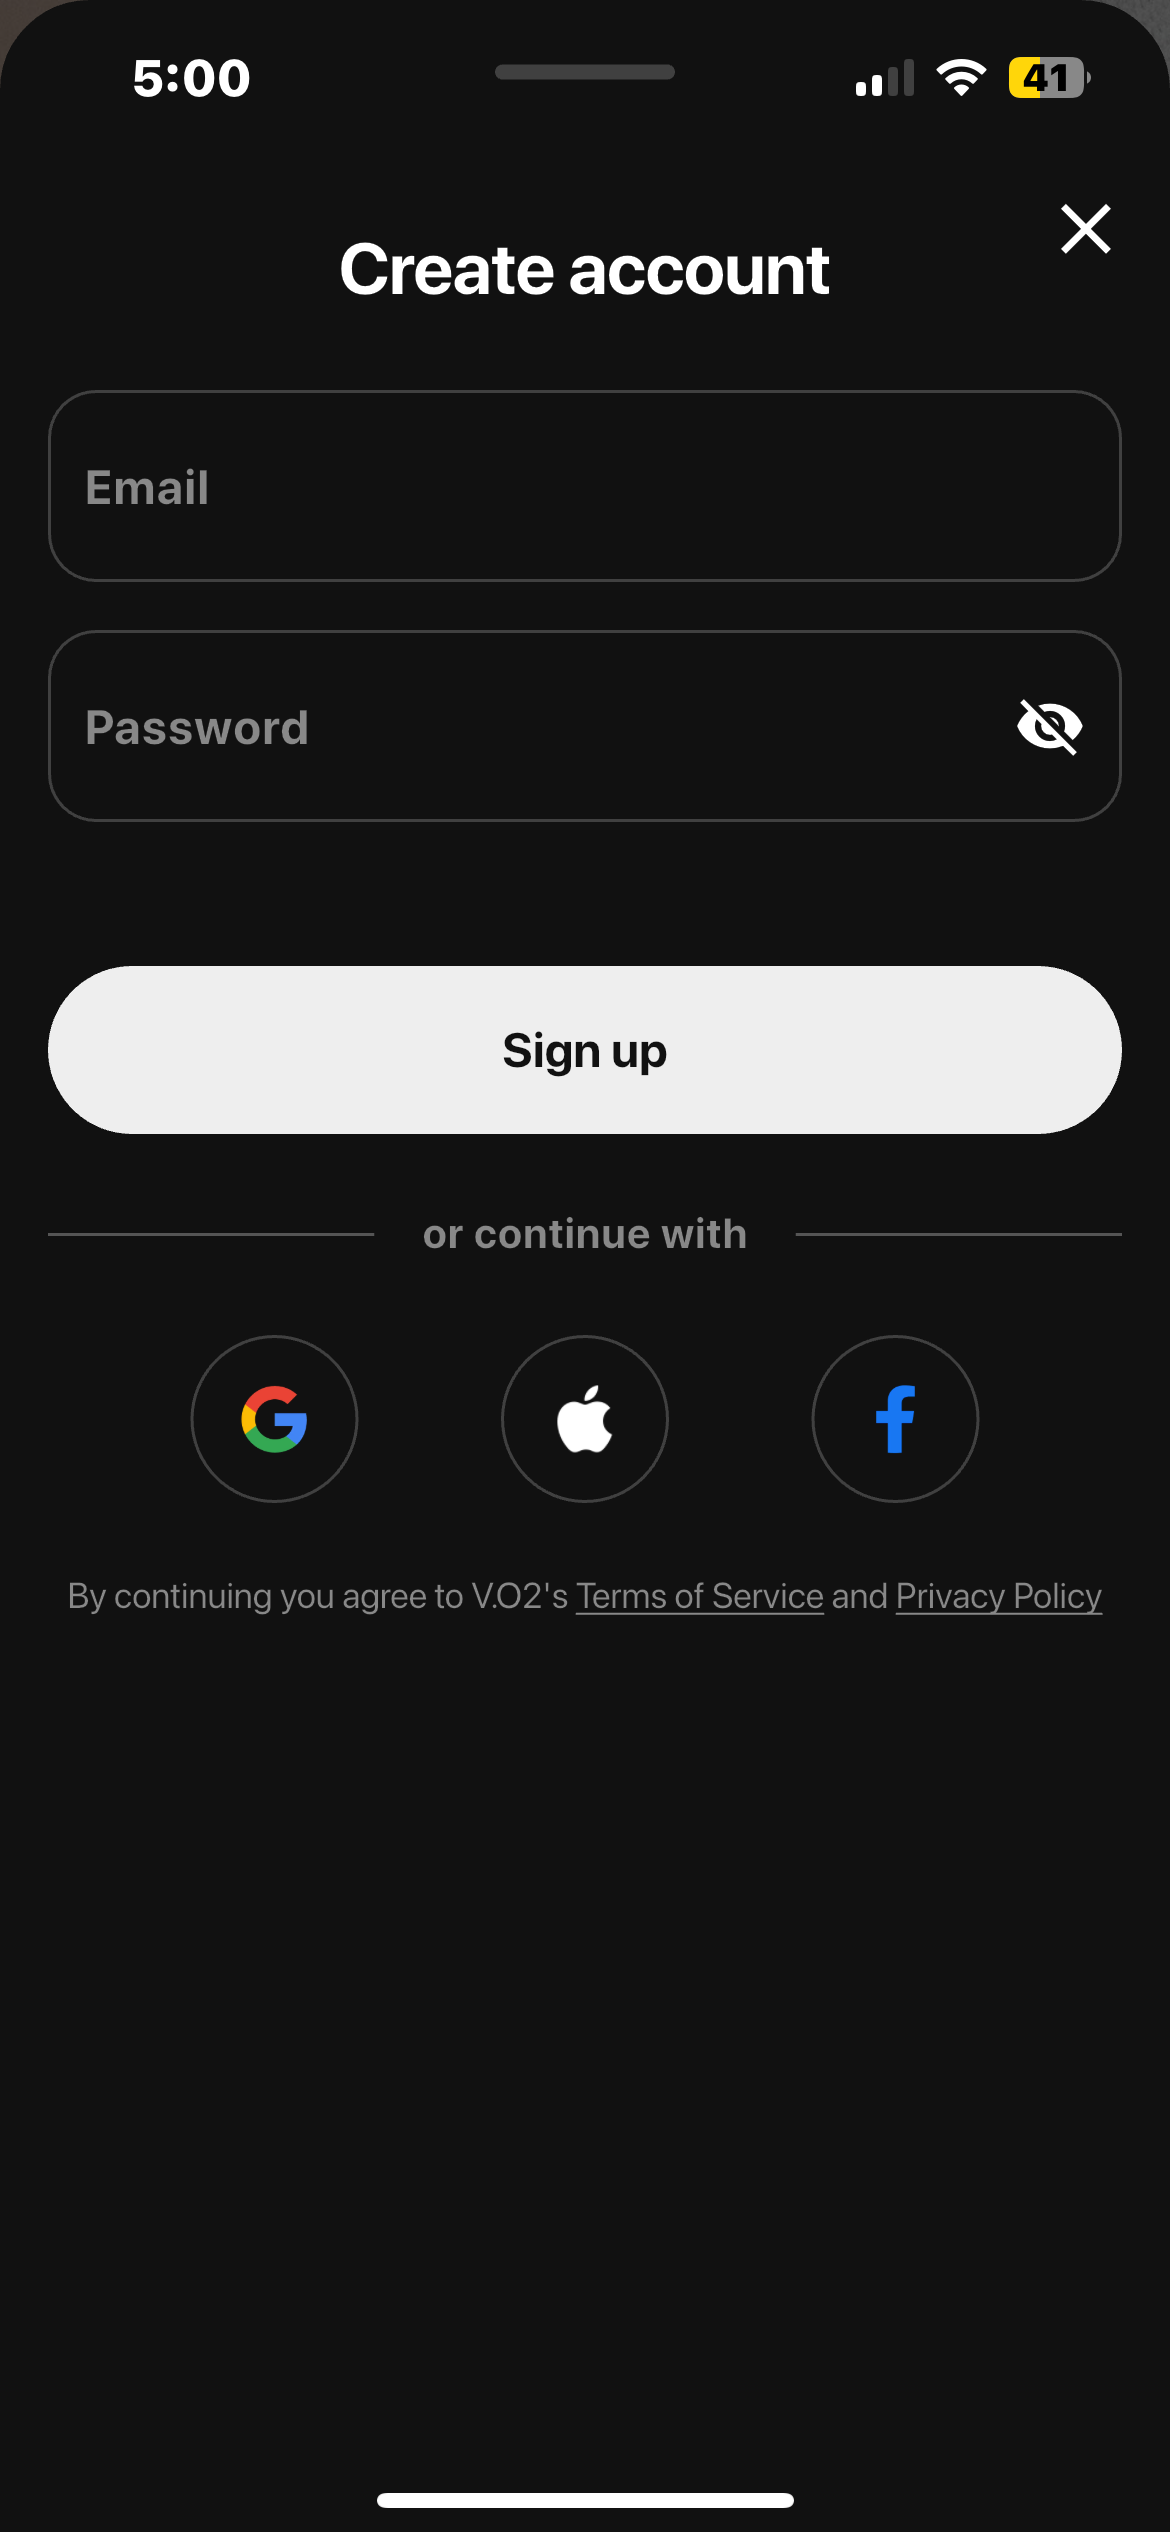 5:00
41
Create account
Email
Password
Sign up
or continue with
By continuing you agree to V.O2's Terms of Service and Privacy Policy